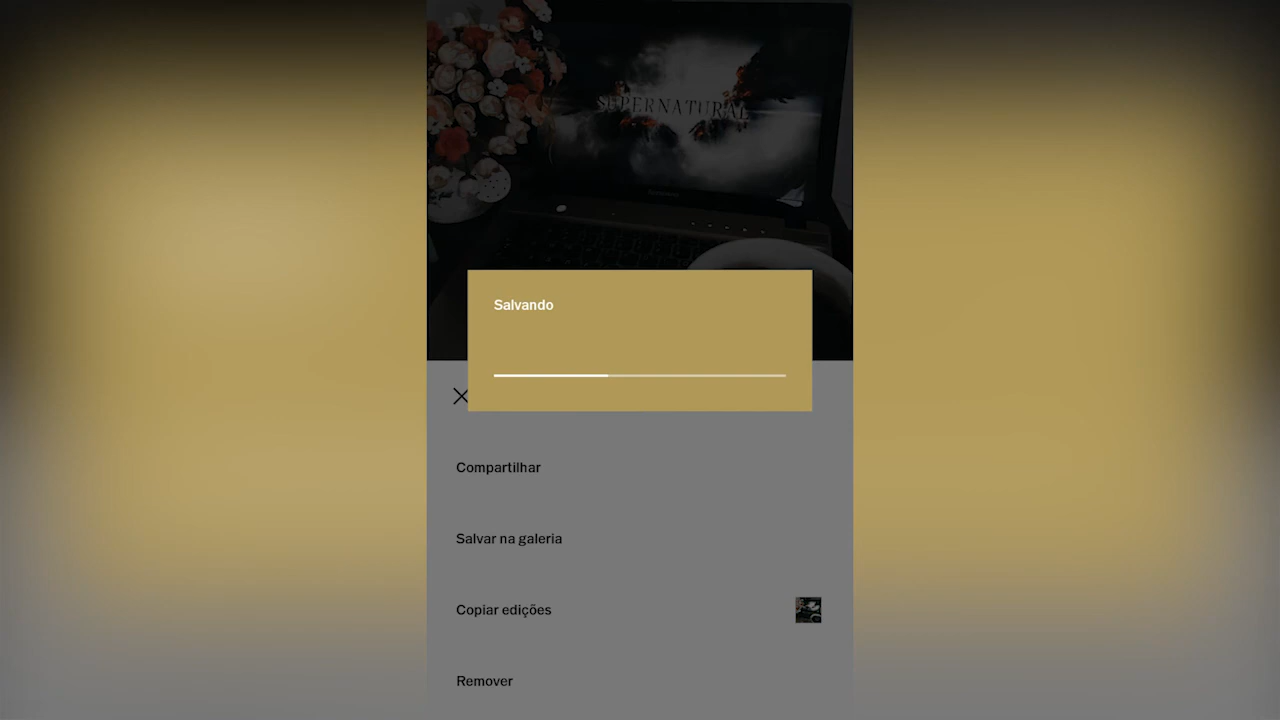 SUPERNATURAL
Salvando
Compartilhar
Salvar na galeria
Copiar edições
Remover